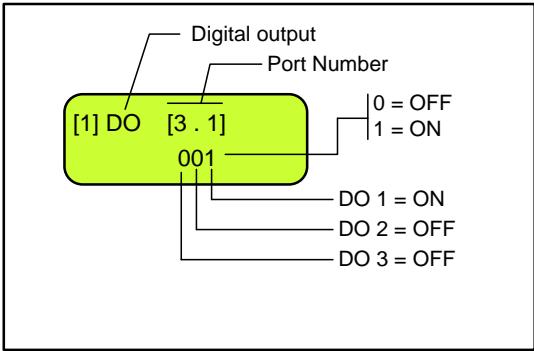 Digital output
Port Number
0 = OFF
1 = ON
[1] DO [3 . 1]
001
DO 1 = ON
DO 2 = OFF
DO 3 = OFF